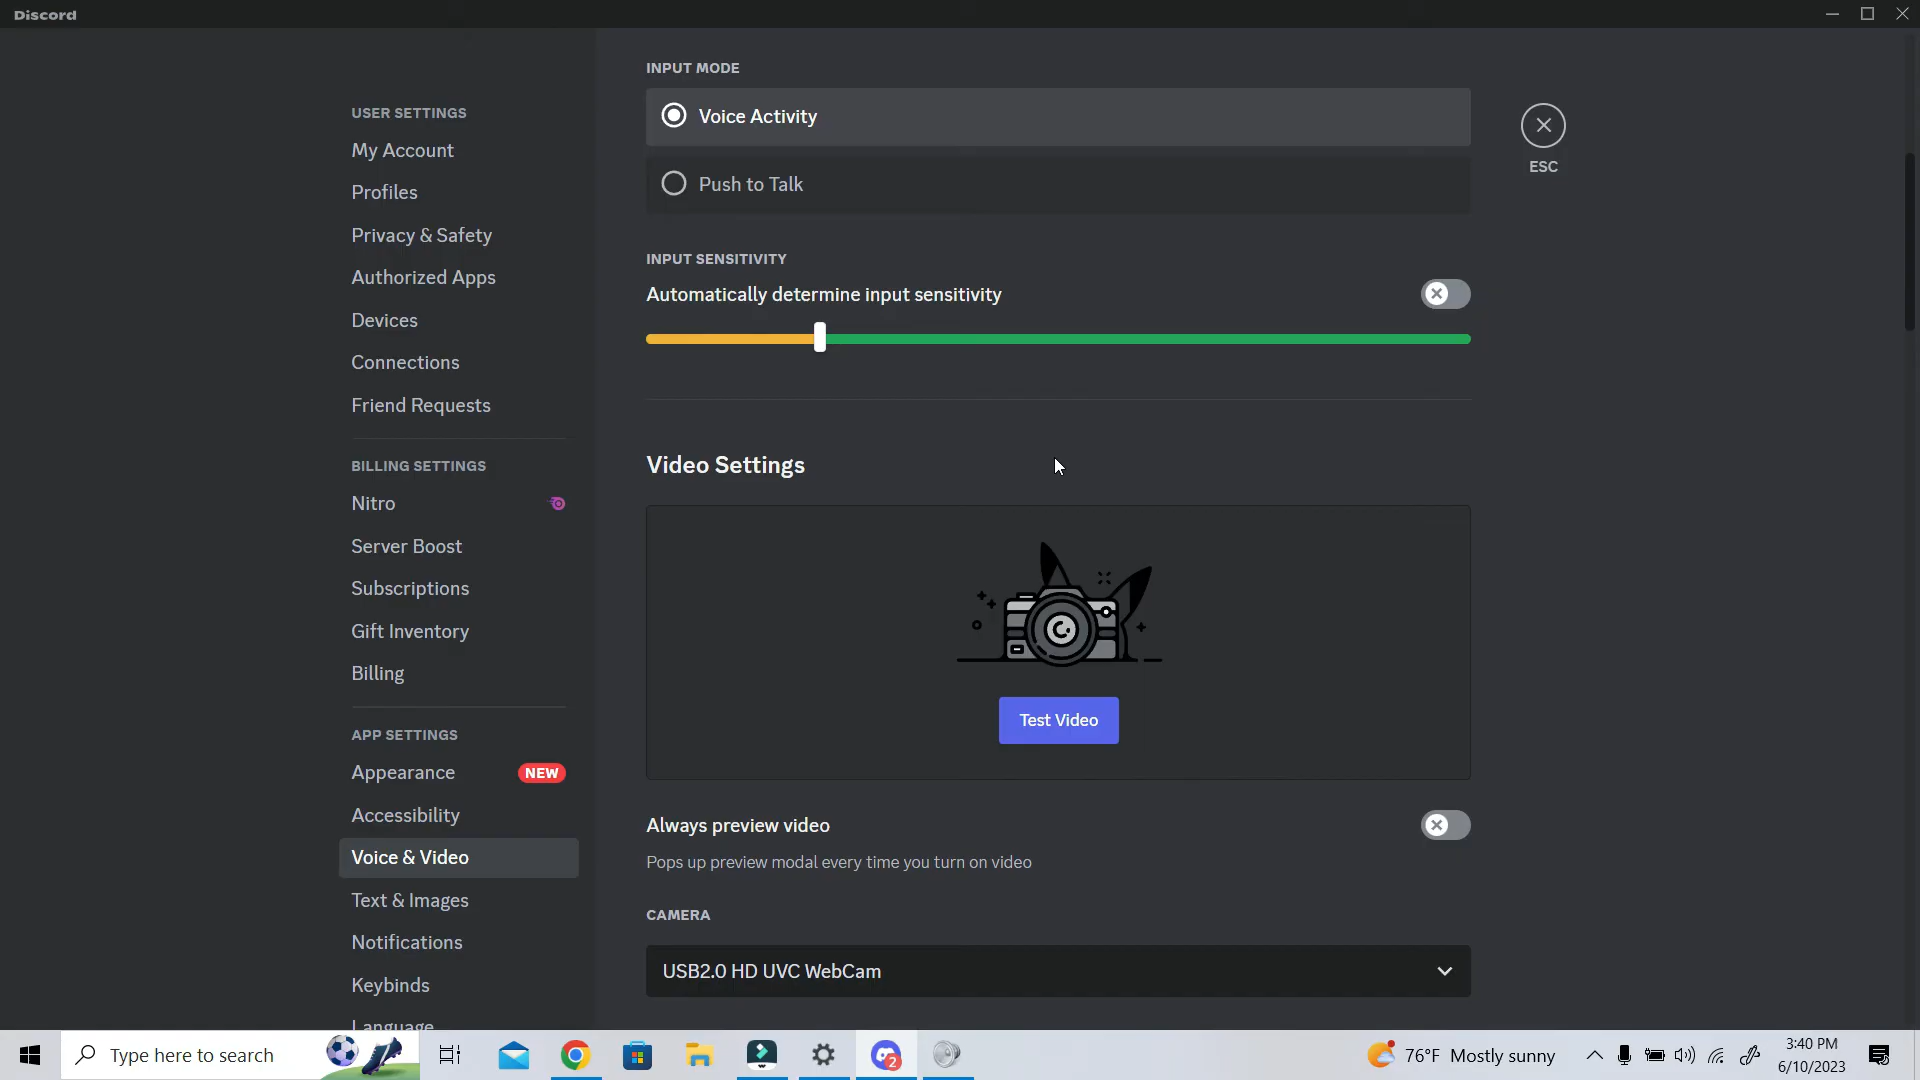 Discord
USER SETTINGS
My Account
Profiles
Privacy & Safety
Authorized Apps
Devices
Connections
Friend Requests
BILLING SETTINGS
Nitro
Server Boost
Subscriptions
Gift Inventory
Billing
APP SETTINGS
Appearance NEW
Accessibility
Voice & Video
Text & Images
Notifications
Keybinds
Language
INPUT MODE
Voice Activity
Push to Talk
ESC
INPUT SENSITIVITY
Automatically determine input sensitivity
Video Settings
Test Video
Always preview video
Pops up preview modal every time you turn on video
CAMERA
USB2.0 HD UVC WebCam
Type here to search
2
76°F Mostly sunny
3:40 PM
6/10/2023